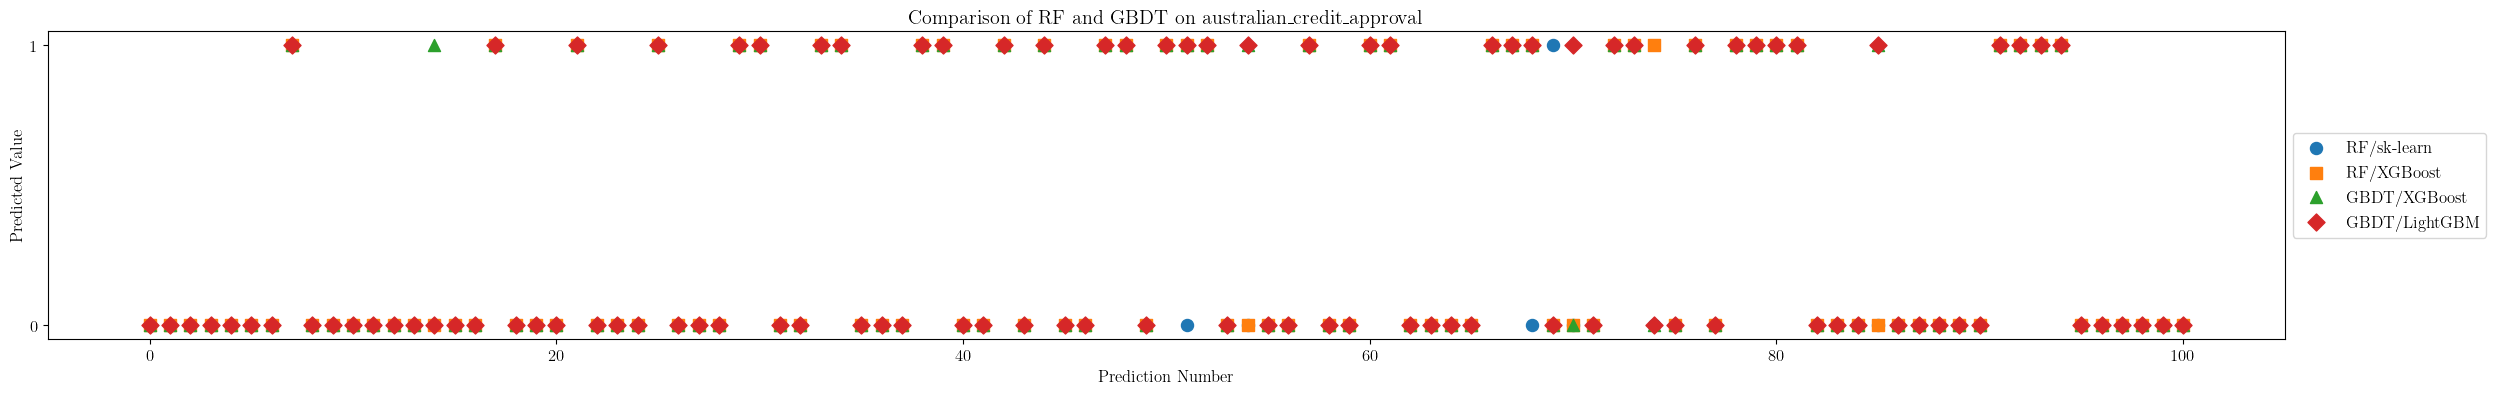 Comparison of RF and GBDT on australian_credit_approval
Predicted Value
1
0
0 20 40 60 80 100
Prediction Number
RF/sk-learn
RF/XGBoost
GBDT/XGBoost
GBDT/LightGBM